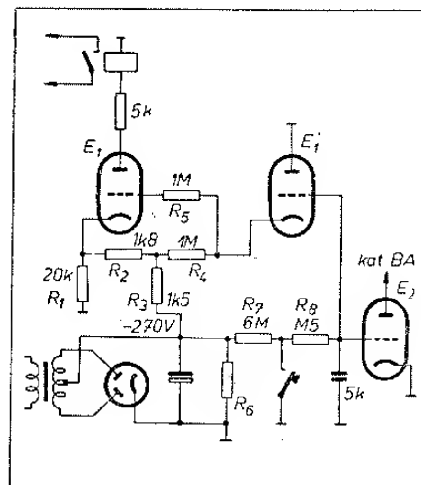 5k
E₁
E₁'
1M
R₅
1k8
1M
R₂
R₄
20k
R₁
R₃
1k5
kat BA
E₂
−270V
R₇
6M
R₈
M5
R₆
5k